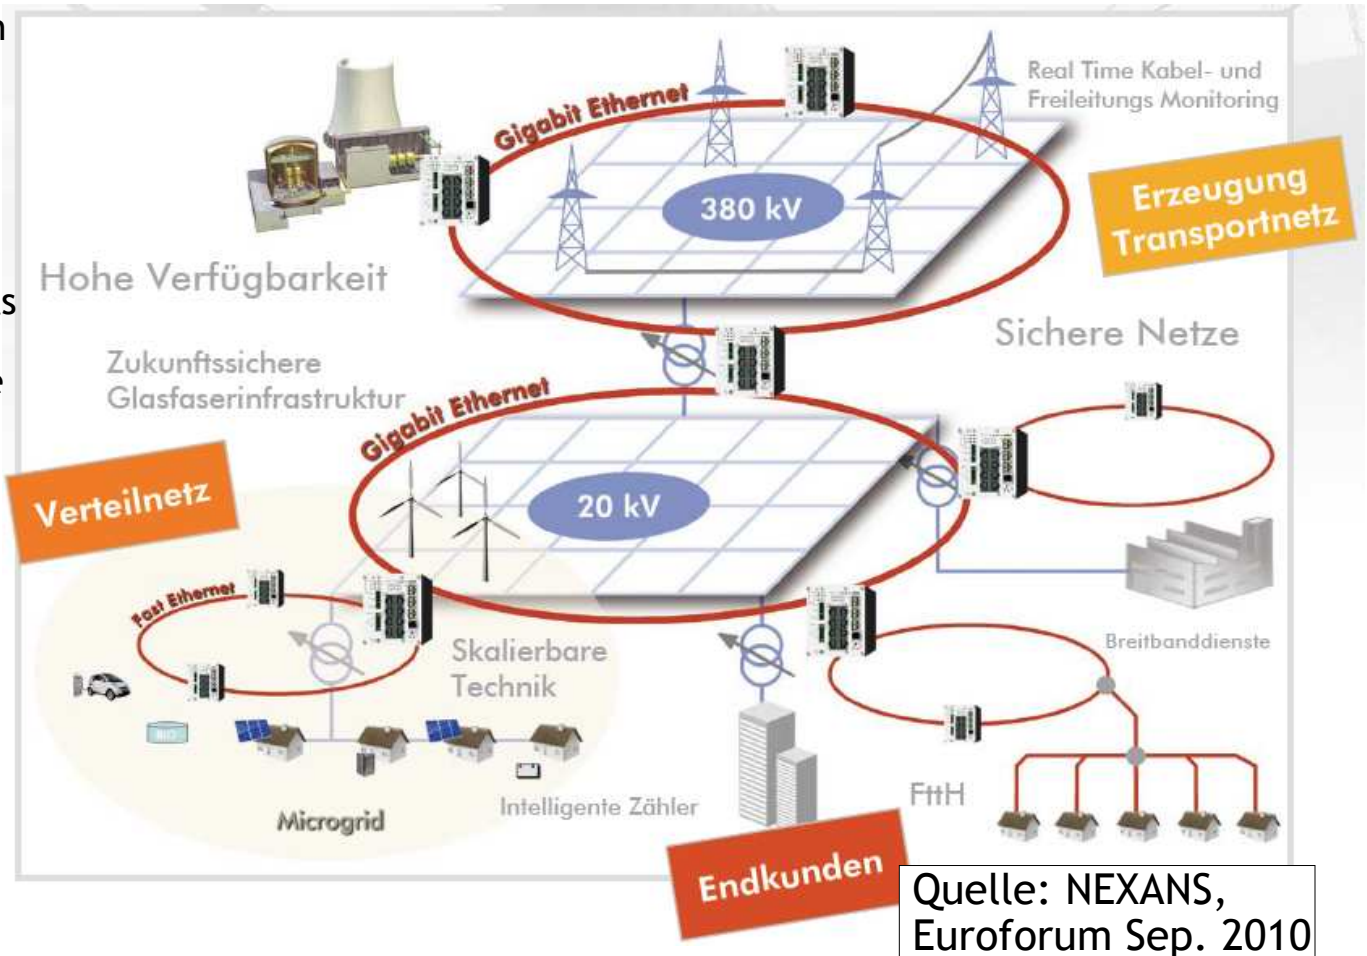 Real Time Kabel- und
Freileitungs Monitoring
Gigabit Ethernet
Erzeugung
Transportnetz
380 kV
Hohe Verfügbarkeit
Sichere Netze
Zukunftssichere
Glasfaserinfrastruktur
Gigabit Ethernet
Verteilnetz
20 kV
Fast Ethernet
Skalierbare
Technik
Breitbanddienste
BIO
Microgrid
Intelligente Zähler
FttH
Endkunden
Quelle: NEXANS,
Euroforum Sep. 2010